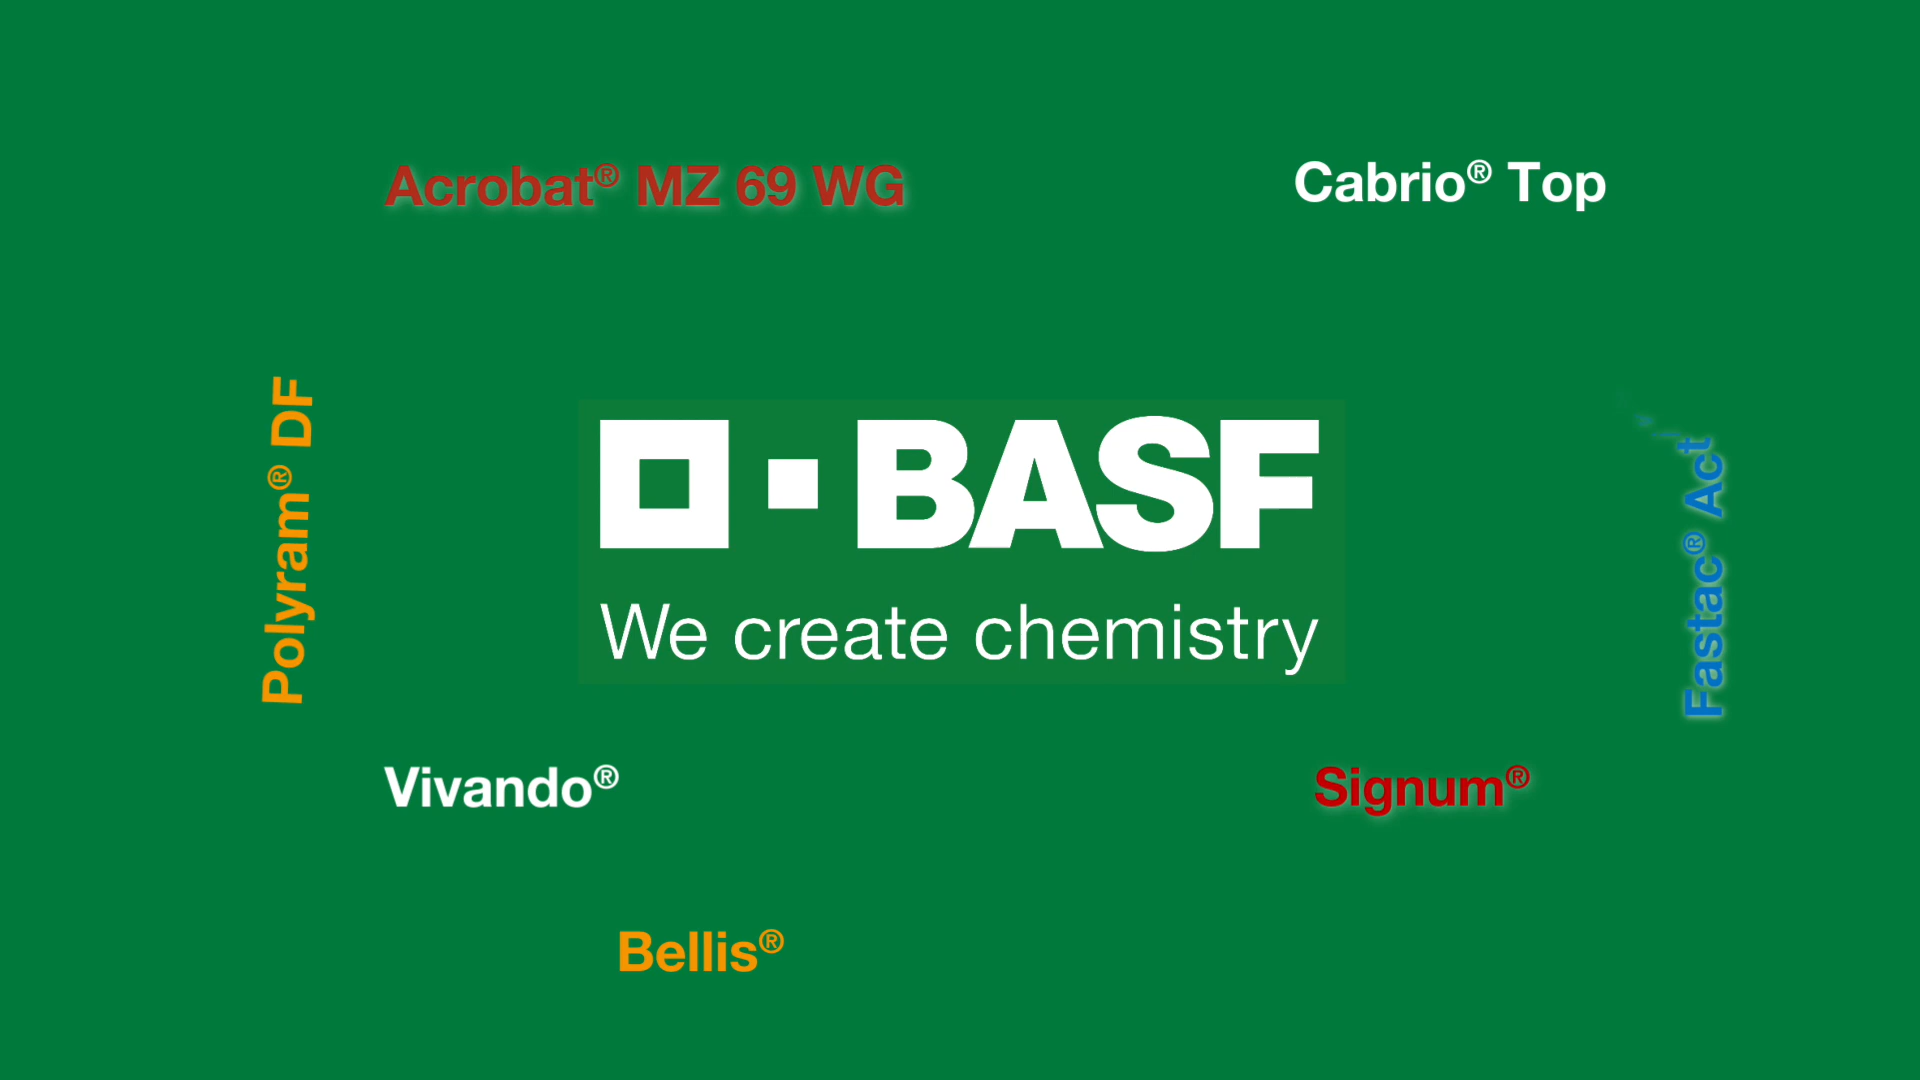 Acrobat® MZ 69 WG
Cabrio® Top
Polyram® DF
BASF
We create chemistry
Fastac® Act
Vivando®
Signum®
Bellis®